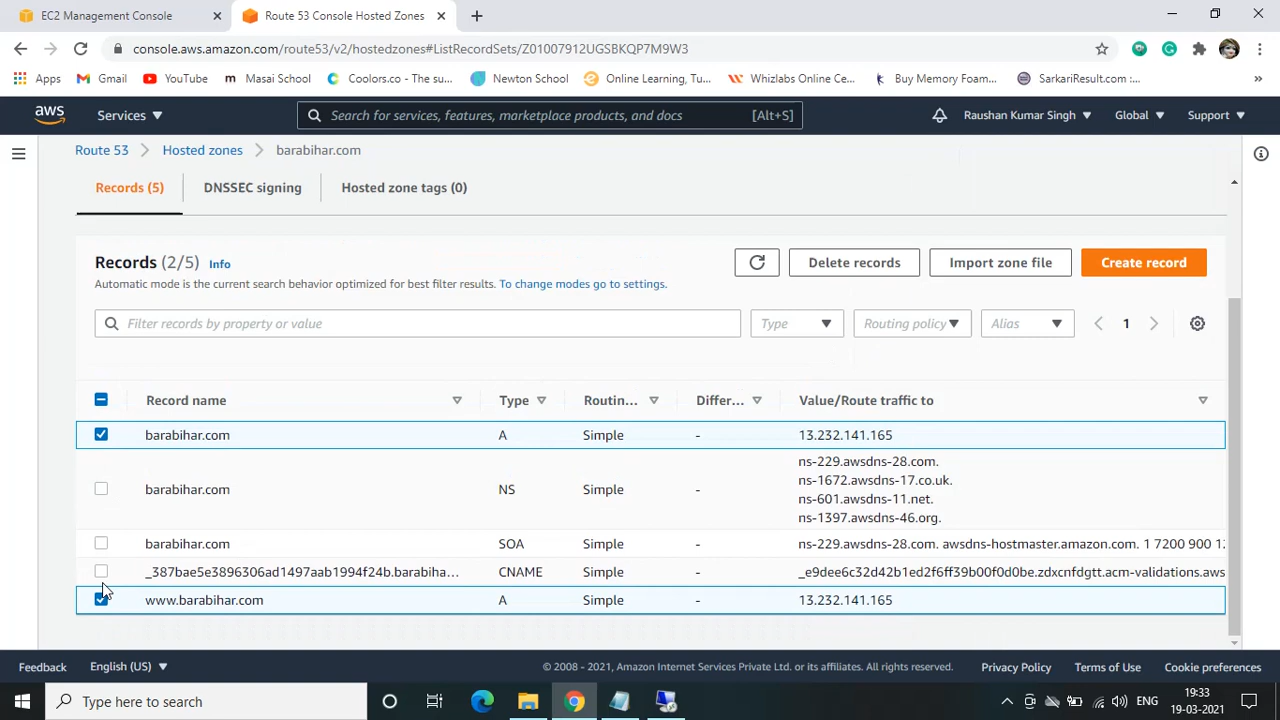 EC2 Management Console
Route 53 Console Hosted Zones
console.aws.amazon.com/route53/v2/hostedzones#ListRecordSets/Z01007912UGSBKQP7M9W3
Apps
Gmail
YouTube
m Masai School
Coolors.co - The su...
Newton School
Online Learning, Tu...
Whizlabs Online Ce...
Buy Memory Foam...
SarkariResult.com :...
»
aws
Services
Search for services, features, marketplace products, and docs
[Alt+S]
Raushan Kumar Singh
Global
Support
Route 53
Hosted zones
barabihar.com
Records (5)
DNSSEC signing
Hosted zone tags (0)
Records (2/5)
Info
Delete records
Import zone file
Create record
Automatic mode is the current search behavior optimized for best filter results. To change modes go to settings.
Filter records by property or value
Type
Routing policy
Alias
1
Record name
Type
Routin...
Differ...
Value/Route traffic to
barabihar.com
A
Simple
-
13.232.141.165
barabihar.com
NS
Simple
-
ns-229.awsdns-28.com.
ns-1672.awsdns-17.co.uk.
ns-601.awsdns-11.net.
ns-1397.awsdns-46.org.
barabihar.com
SOA
Simple
-
ns-229.awsdns-28.com. awsdns-hostmaster.amazon.com. 1 7200 900 12
_387bae5e3896306ad1497aab1994f24b.barabiha...
CNAME
Simple
-
_e9dee6c32d42b1ed2f6ff39b00f0d0be.zdxcnfdgtt.acm-validations.aws
www.barabihar.com
A
Simple
-
13.232.141.165
Feedback
English (US)
© 2008 - 2021, Amazon Internet Services Private Ltd. or its affiliates. All rights reserved.
Privacy Policy
Terms of Use
Cookie preferences
Type here to search
ENG
19:33
19-03-2021